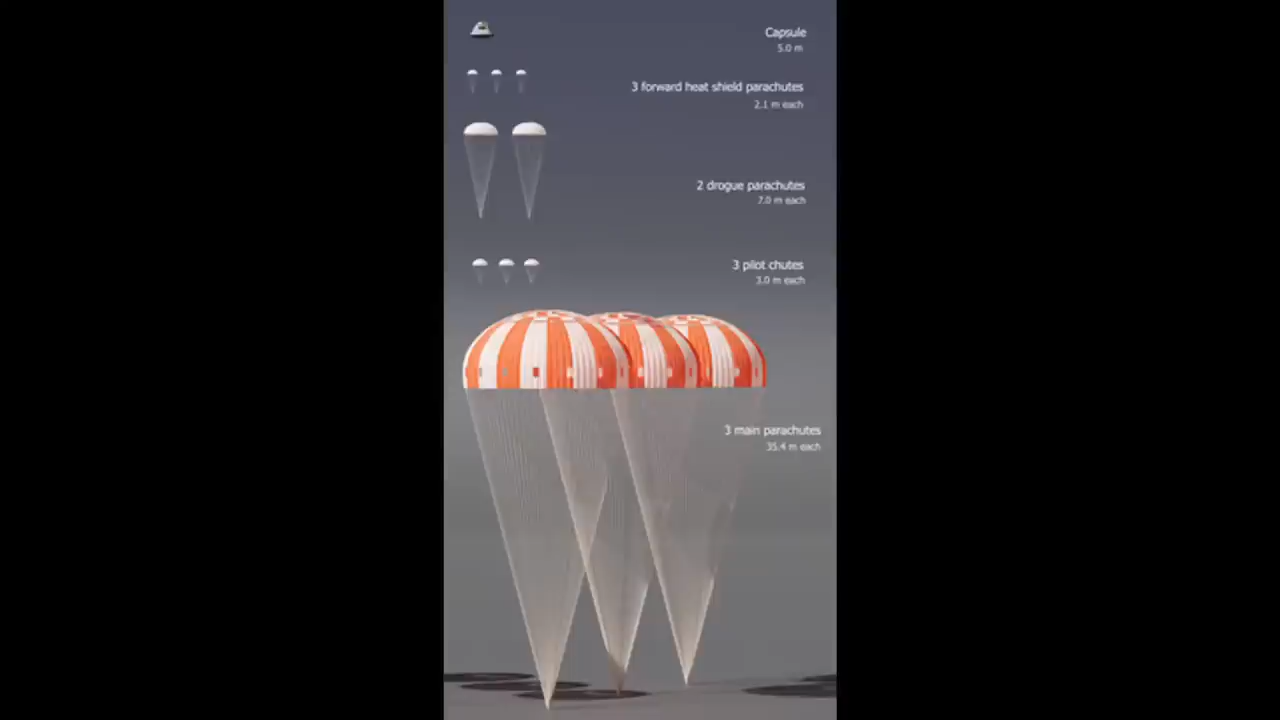 Capsule
5.0 m
3 forward heat shield parachutes
2.1 m each
2 drogue parachutes
7.0 m each
3 pilot chutes
3.0 m each
3 main parachutes
35.4 m each